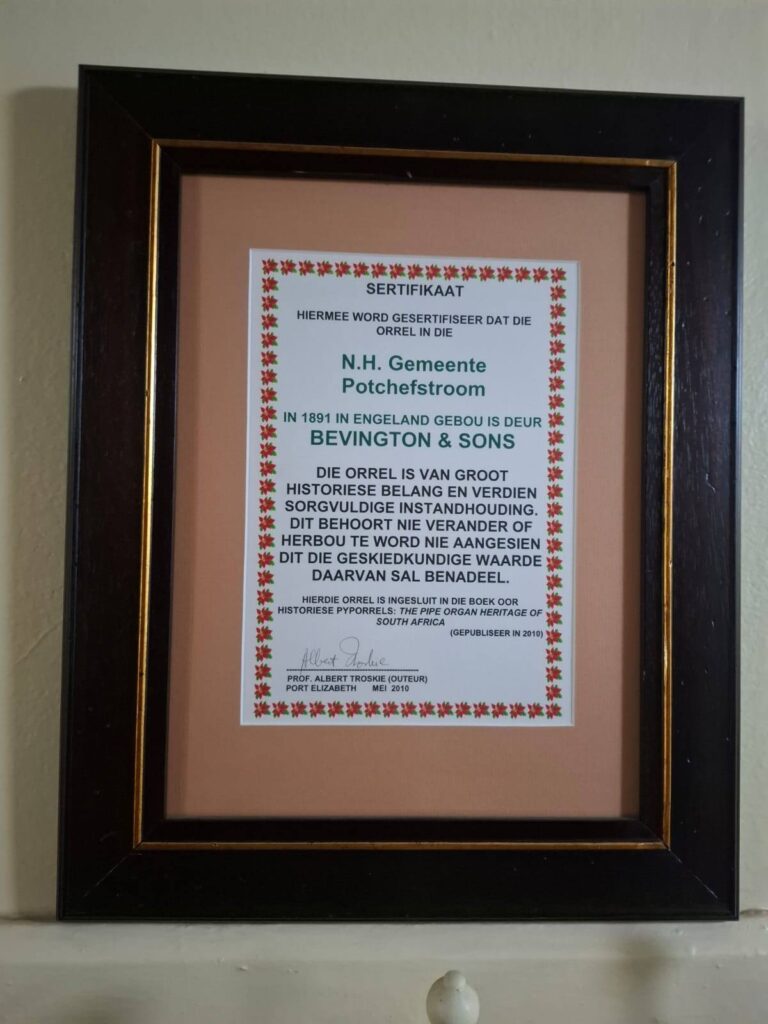 SERTIFIKAAT
HIERMEE WORD GESERTIFISEER DAT DIE
ORREL IN DIE
N.H. Gemeente
Potchefstroom
IN 1891 IN ENGELAND GEBOU IS DEUR
BEVINGTON & SONS
DIE ORREL IS VAN GROOT
HISTORIESE BELANG EN VERDIEN
SORGVULDIGE INSTANDHOUDING.
DIT BEHOORT NIE VERANDER OF
HERBOU TE WORD NIE AANGESIEN
DIT DIE GESKIEDKUNDIGE WAARDE
DAARVAN SAL BENADEEL.
HIERDIE ORREL IS INGESLUIT IN DIE BOEK OOR
HISTORIESE PYPORRELS: THE PIPE ORGAN HERITAGE OF
SOUTH AFRICA
(GEPUBLISEER IN 2010)
Albert Troskie
PROF. ALBERT TROSKIE (OUTEUR)
PORT ELIZABETH MEI 2010